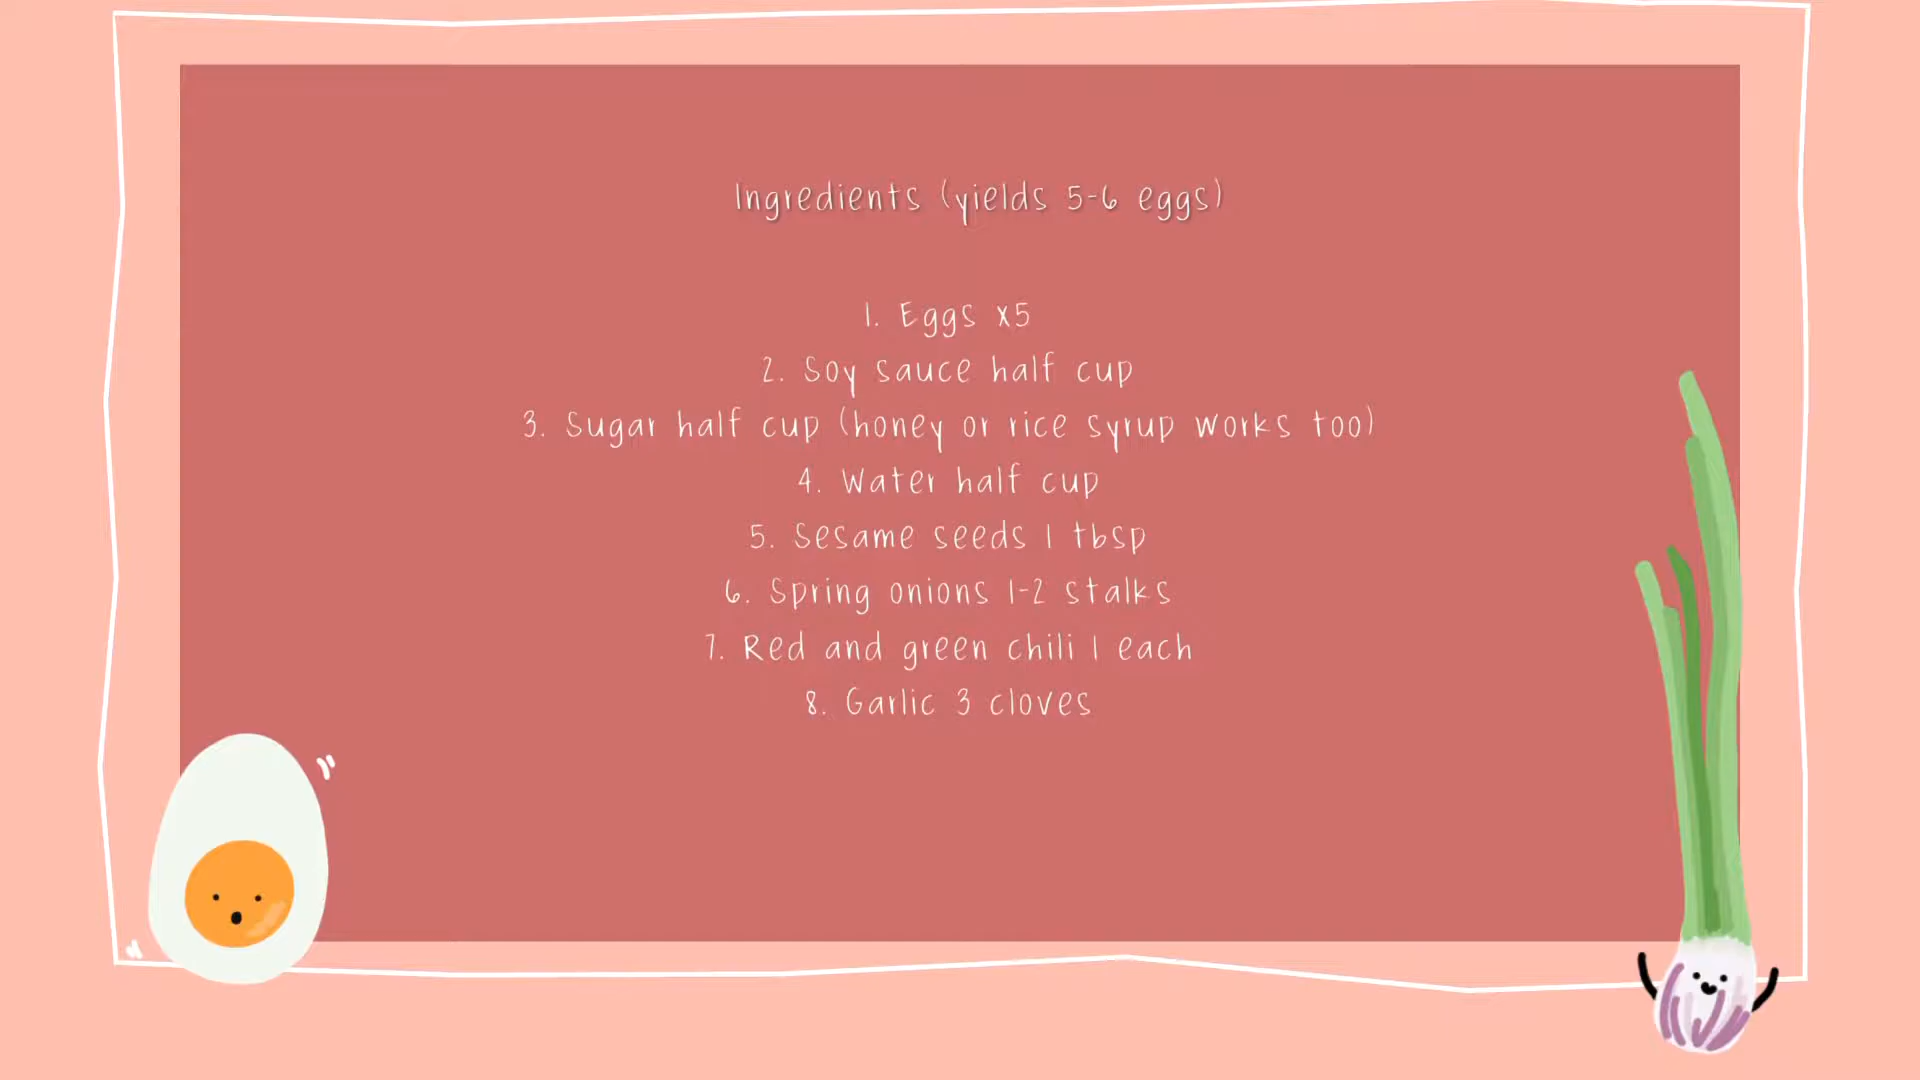 Ingredients (yields 5-6 eggs)
1. Eggs x5
2. Soy sauce half cup
3. Sugar half cup (honey or rice syrup works too)
4. Water half cup
5. Sesame seeds 1 tbsp
6. Spring onions 1-2 stalks
7. Red and green chili 1 each
8. Garlic 3 cloves